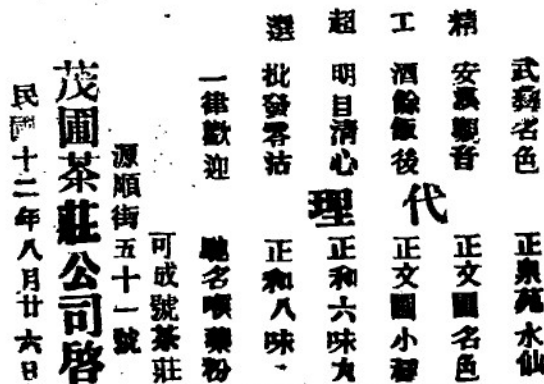 精工超選
武彝名色
安溪觀音
酒餘飯後
明目清心
批發零沽
一律歡迎
代理
正泉苑水仙
正文圃名色
正文圃小種
正和六味
正和八味
馳名喉藥粉
可成號茶莊
源順街五十一號
茂圃茶莊公司啓
民國十二年八月廿六日